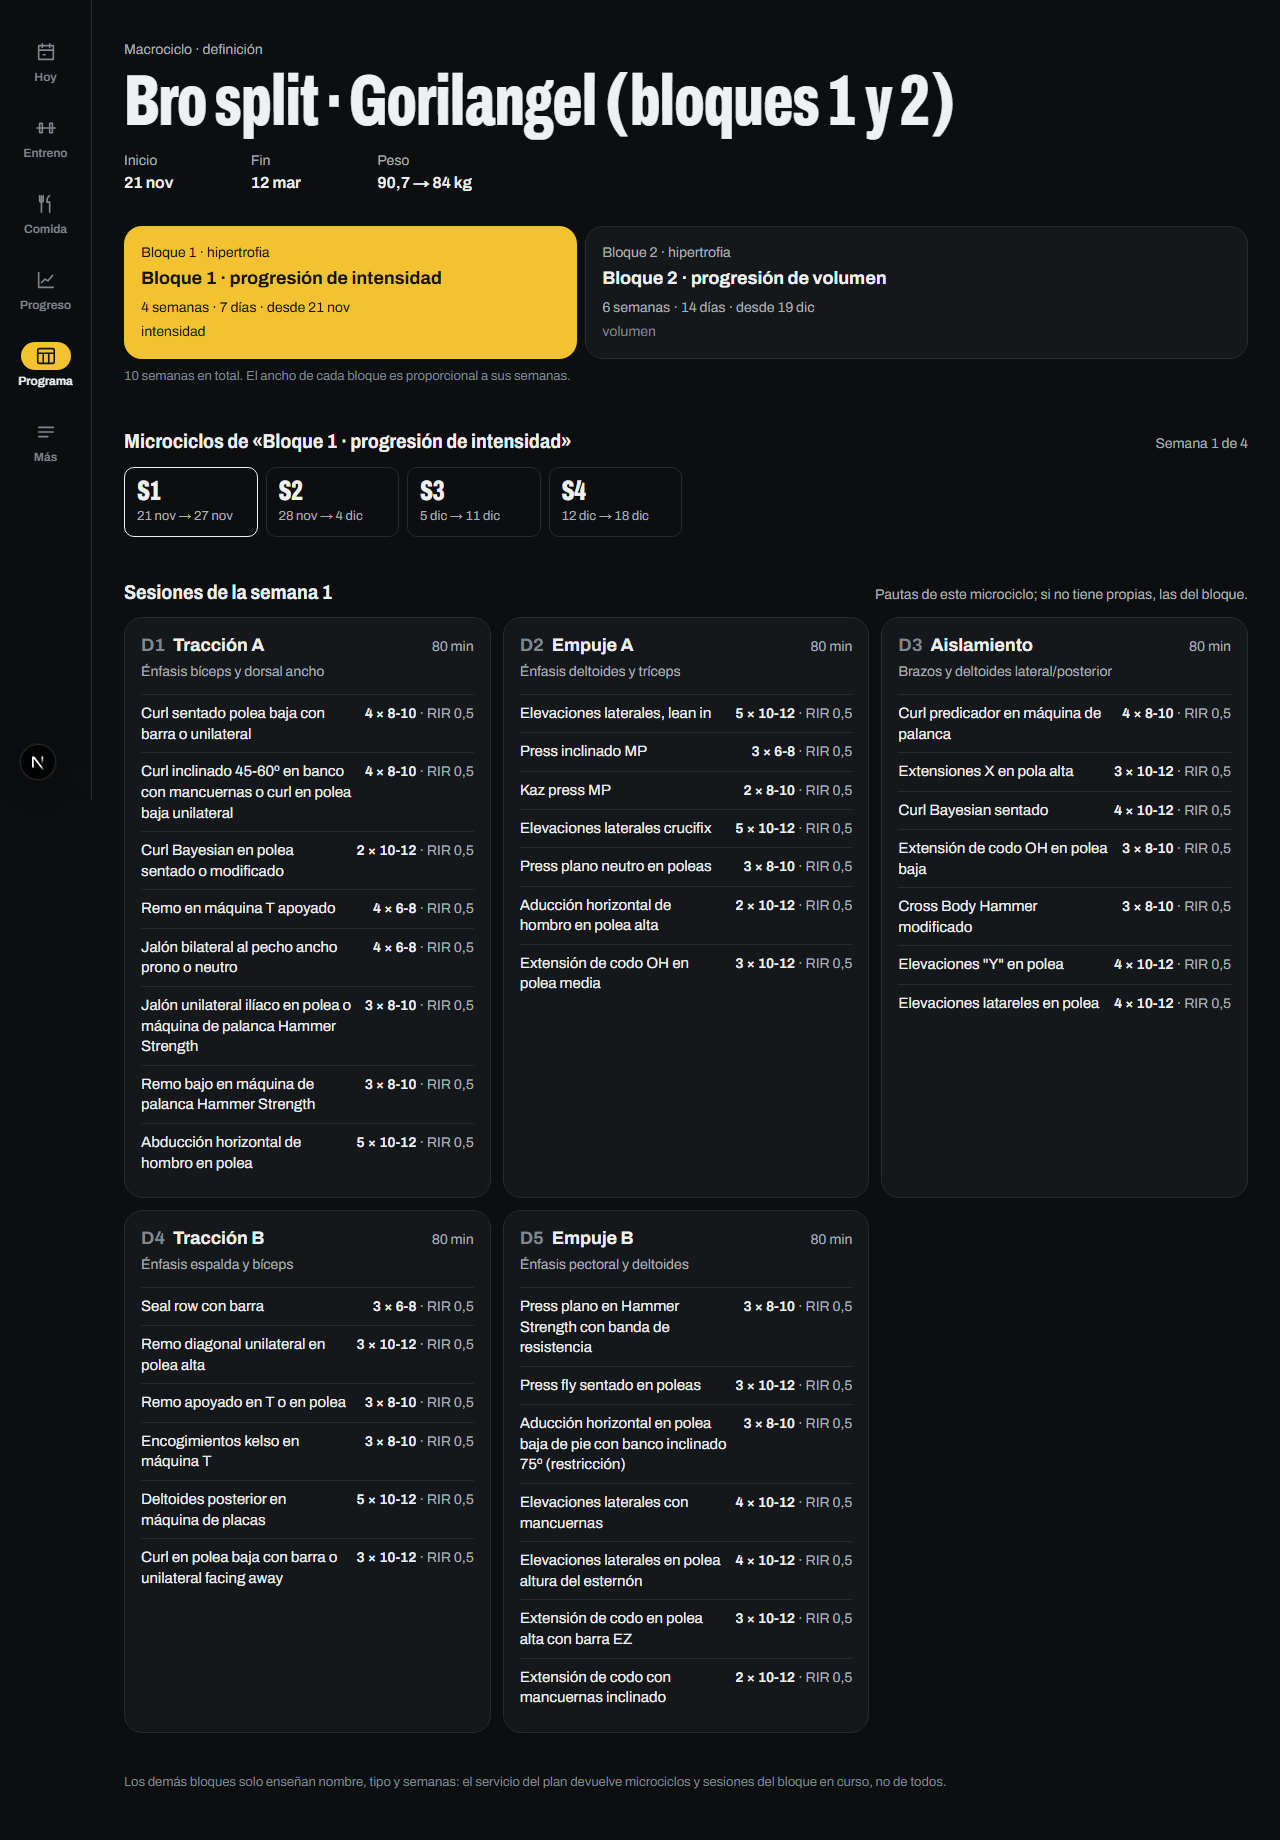 Hoy
Entreno
Comida
Progreso
Programa
Más
N
Macrociclo · definición
Bro split · Gorilangel (bloques 1 y 2)
Inicio
21 nov
Fin
12 mar
Peso
90,7 → 84 kg
Bloque 1 · hipertrofia
Bloque 1 · progresión de intensidad
4 semanas · 7 días · desde 21 nov
intensidad
Bloque 2 · hipertrofia
Bloque 2 · progresión de volumen
6 semanas · 14 días · desde 19 dic
volumen
10 semanas en total. El ancho de cada bloque es proporcional a sus semanas.
Microciclos de «Bloque 1 · progresión de intensidad»
Semana 1 de 4
S1
21 nov → 27 nov
S2
28 nov → 4 dic
S3
5 dic → 11 dic
S4
12 dic → 18 dic
Sesiones de la semana 1
Pautas de este microciclo; si no tiene propias, las del bloque.
D1 Tracción A 80 min
Énfasis bíceps y dorsal ancho
Curl sentado polea baja con 4 × 8-10 · RIR 0,5
barra o unilateral
Curl inclinado 45-60º en banco 4 × 8-10 · RIR 0,5
con mancuernas o curl en polea
baja unilateral
Curl Bayesian en polea 2 × 10-12 · RIR 0,5
sentado o modificado
Remo en máquina T apoyado 4 × 6-8 · RIR 0,5
Jalón bilateral al pecho ancho 4 × 6-8 · RIR 0,5
prono o neutro
Jalón unilateral ilíaco en polea o 3 × 8-10 · RIR 0,5
máquina de palanca Hammer
Strength
Remo bajo en máquina de 3 × 8-10 · RIR 0,5
palanca Hammer Strength
Abducción horizontal de 5 × 10-12 · RIR 0,5
hombro en polea
D2 Empuje A 80 min
Énfasis deltoides y tríceps
Elevaciones laterales, lean in 5 × 10-12 · RIR 0,5
Press inclinado MP 3 × 6-8 · RIR 0,5
Kaz press MP 2 × 8-10 · RIR 0,5
Elevaciones laterales crucifix 5 × 10-12 · RIR 0,5
Press plano neutro en poleas 3 × 8-10 · RIR 0,5
Aducción horizontal de 2 × 10-12 · RIR 0,5
hombro en polea alta
Extensión de codo OH en 3 × 10-12 · RIR 0,5
polea media
D3 Aislamiento 80 min
Brazos y deltoides lateral/posterior
Curl predicador en máquina de 4 × 8-10 · RIR 0,5
palanca
Extensiones X en pola alta 3 × 10-12 · RIR 0,5
Curl Bayesian sentado 4 × 10-12 · RIR 0,5
Extensión de codo OH en polea 3 × 8-10 · RIR 0,5
baja
Cross Body Hammer 3 × 8-10 · RIR 0,5
modificado
Elevaciones "Y" en polea 4 × 10-12 · RIR 0,5
Elevaciones latareles en polea 4 × 10-12 · RIR 0,5
D4 Tracción B 80 min
Énfasis espalda y bíceps
Seal row con barra 3 × 6-8 · RIR 0,5
Remo diagonal unilateral en 3 × 10-12 · RIR 0,5
polea alta
Remo apoyado en T o en polea 3 × 8-10 · RIR 0,5
Encogimientos kelso en 3 × 8-10 · RIR 0,5
máquina T
Deltoides posterior en 5 × 10-12 · RIR 0,5
máquina de placas
Curl en polea baja con barra o 3 × 10-12 · RIR 0,5
unilateral facing away
D5 Empuje B 80 min
Énfasis pectoral y deltoides
Press plano en Hammer 3 × 8-10 · RIR 0,5
Strength con banda de
resistencia
Press fly sentado en poleas 3 × 10-12 · RIR 0,5
Aducción horizontal en polea 3 × 8-10 · RIR 0,5
baja de pie con banco inclinado
75º (restricción)
Elevaciones laterales con 4 × 10-12 · RIR 0,5
mancuernas
Elevaciones laterales en polea 4 × 10-12 · RIR 0,5
altura del esternón
Extensión de codo en polea 3 × 10-12 · RIR 0,5
alta con barra EZ
Extensión de codo con 2 × 10-12 · RIR 0,5
mancuernas inclinado
Los demás bloques solo enseñan nombre, tipo y semanas: el servicio del plan devuelve microciclos y sesiones del bloque en curso, no de todos.